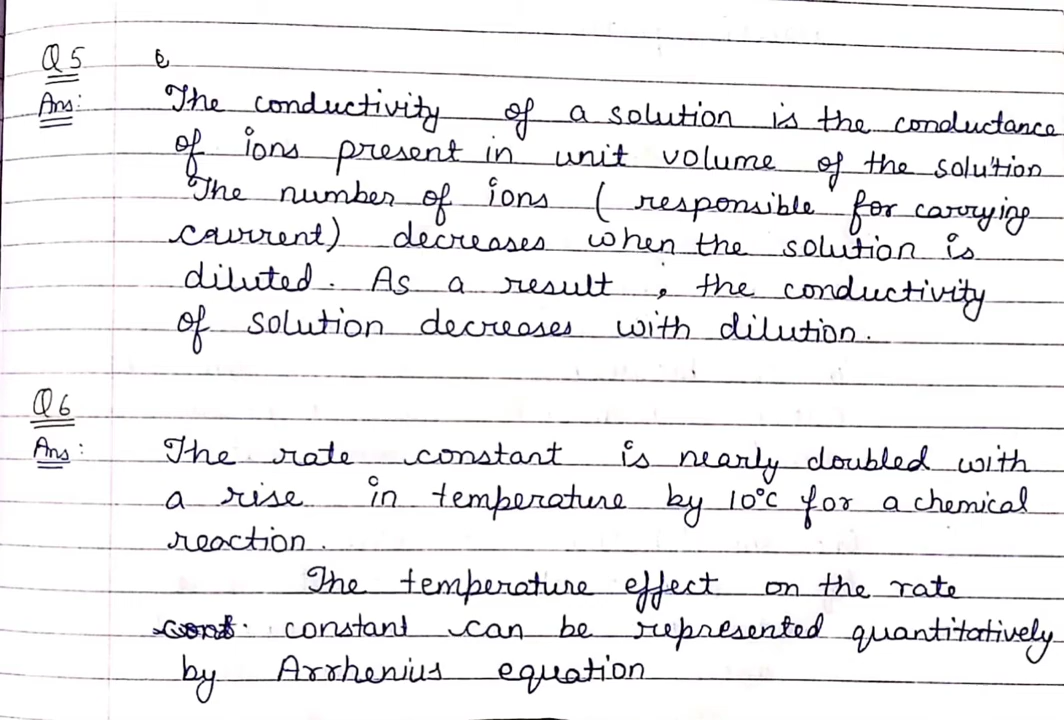 Q5
Ans: The conductivity of a solution is the conductance
of ions present in unit volume of the solution
The number of ions ( responsible for carrying
current) decreases when the solution is
diluted. As a result, the conductivity
of solution decreases with dilution.
Q6
Ans: The rate constant is nearly doubled with
a rise in temperature by 10°C for a chemical
reaction.
The temperature effect on the rate
constant can be represented quantitatively
by Arrhenius equation